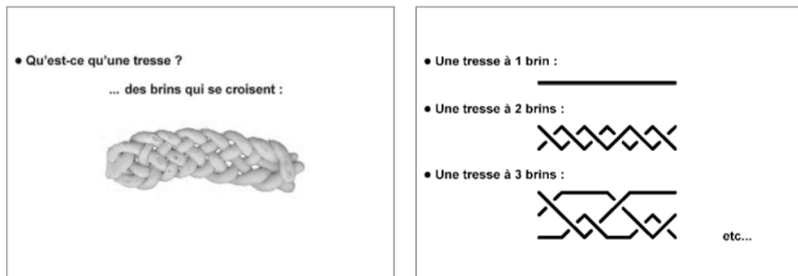 • Qu'est-ce qu'une tresse ?
... des brins qui se croisent :
• Une tresse à 1 brin :
• Une tresse à 2 brins :
• Une tresse à 3 brins :
etc...